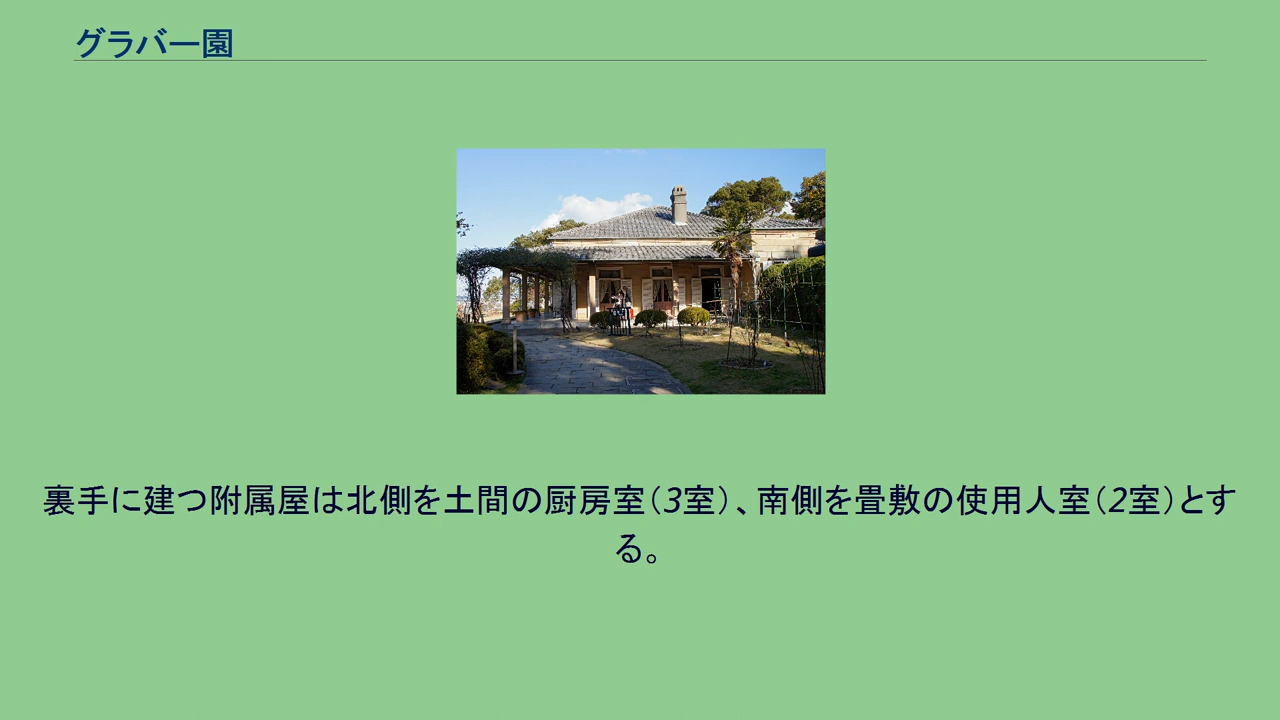 グラバー園
裏手に建つ附属屋は北側を土間の厨房室（3室）、南側を畳敷の使用人室（2室）とす
る。